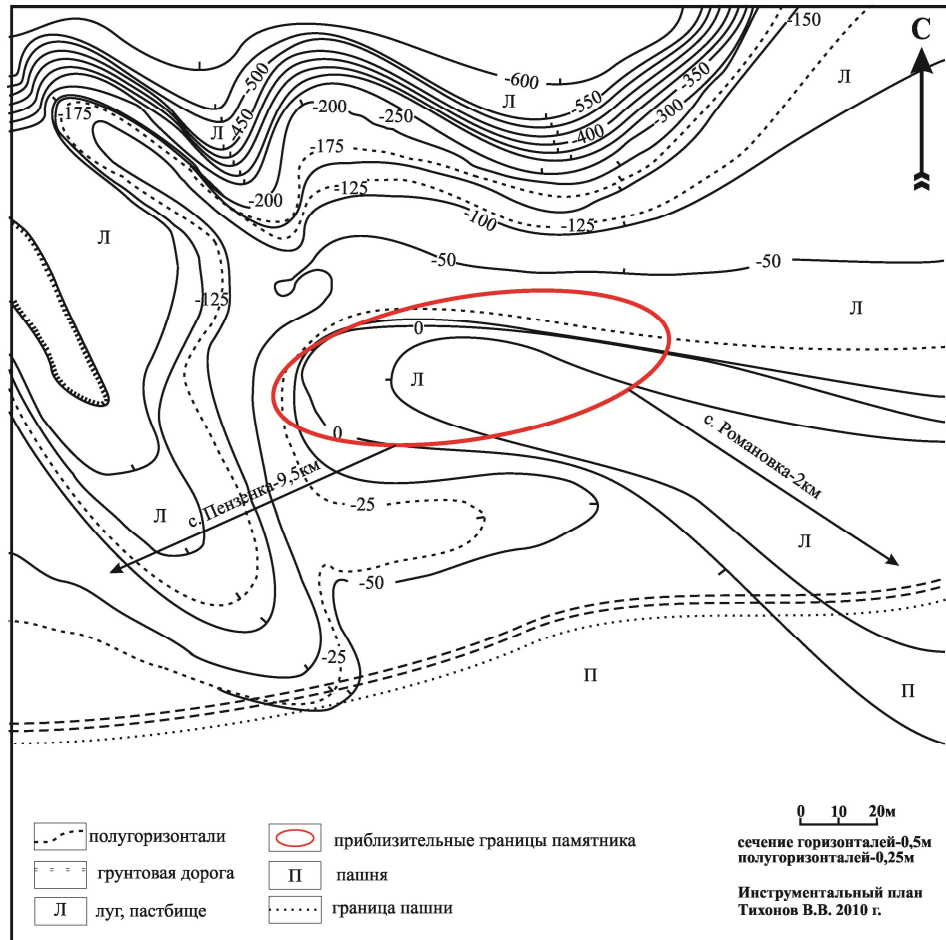 -150
С
-600
Л
-500
Л
-350
-550
-175
-200
-450
Л
-250
-300
-400
-175
-200
-125
-100
-125
Л
-50
-50
-125
Л
0
Л
0
с. Романовка-2км
с. Пензенка-9,5км
-25
Л
Л
-50
-25
П
П
полугоризонтали
грунтовая дорога
Л луг, пастбище
приблизительные границы памятника
П пашня
граница пашни
0 10 20м
сечение горизонталей-0,5м
полугоризонталей-0,25м
Инструментальный план
Тихонов В.В. 2010 г.